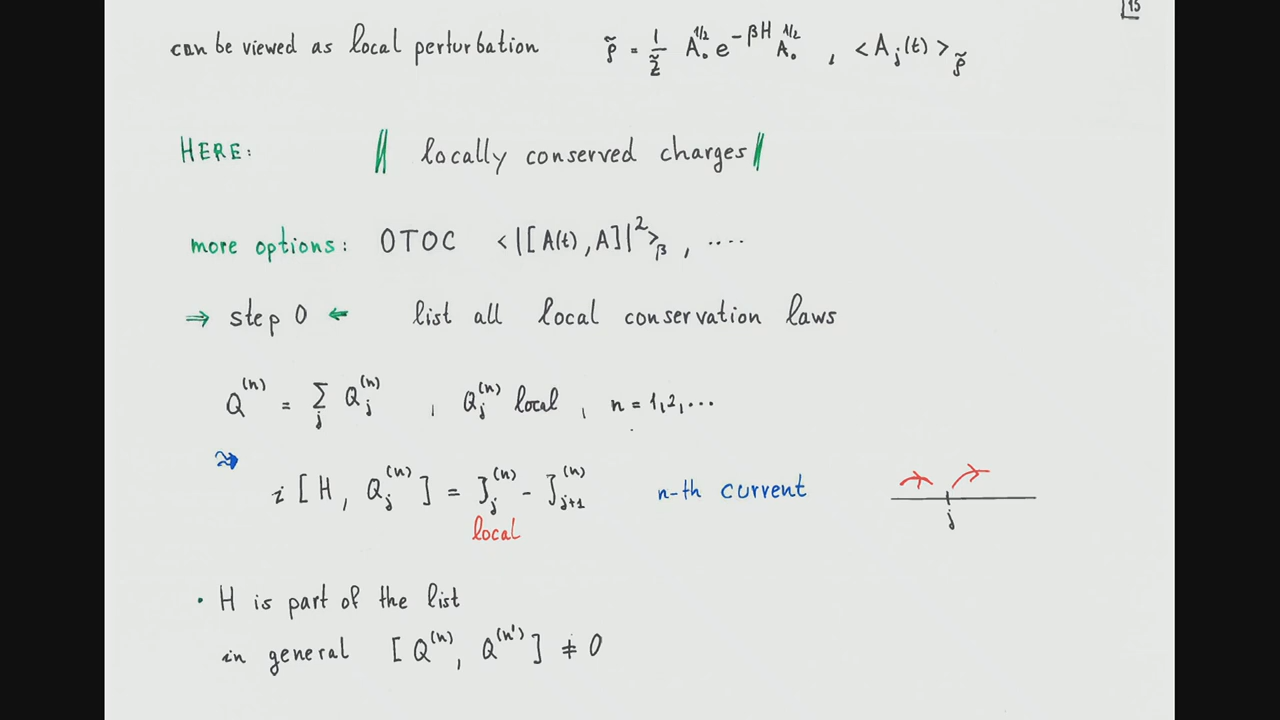 15
can be viewed as local perturbation ρ̃ = 1/Z̃ A₀^{1/2} e^{-βH} A₀^{1/2} , <A_j(t)>_ρ̃
HERE: || locally conserved charges ||
more options: OTOC <|[A(t), A]|²>_β , ....
⇒ step 0 ⇐ list all local conservation laws
Q^{(n)} = Σ_j Q_j^{(n)} , Q_j^{(n)} local , n = 1,2,...
i [H, Q_j^{(n)}] = J_j^{(n)} - J_{j+1}^{(n)} n-th current
local
j
• H is part of the list
in general [Q^{(n)}, Q^{(n')}] ≠ 0